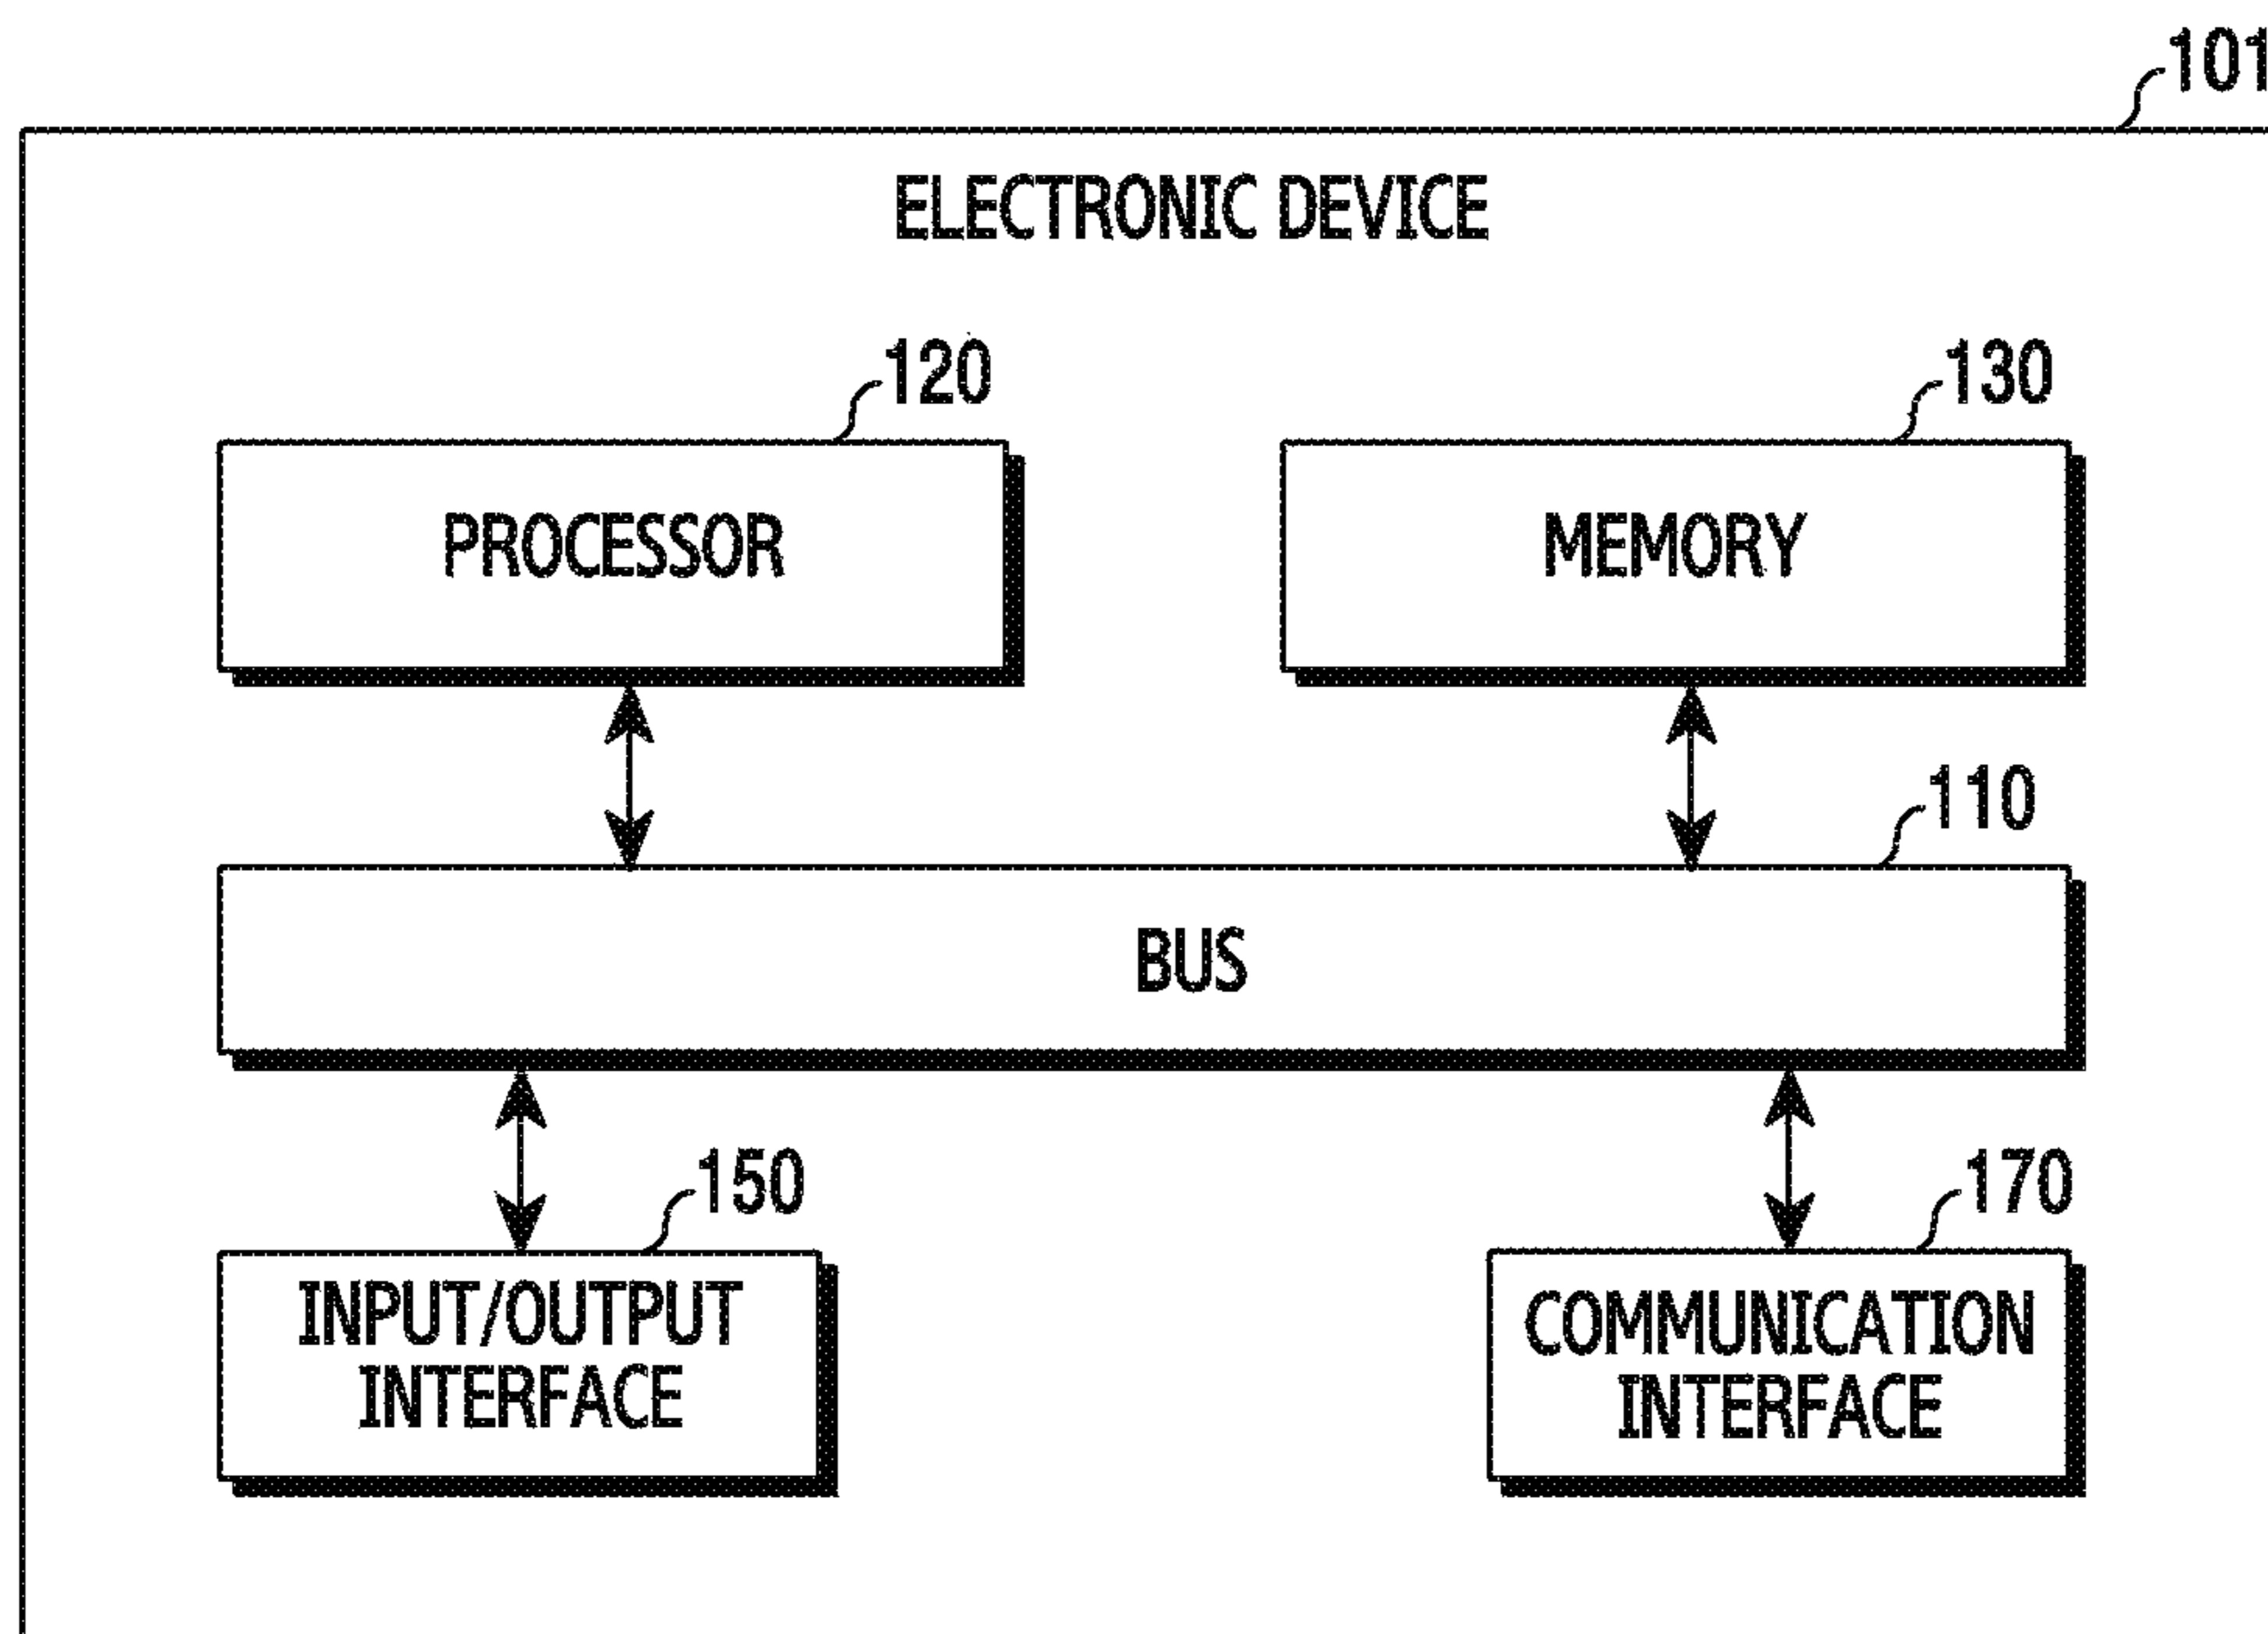 101
ELECTRONIC DEVICE
120
130
PROCESSOR
MEMORY
110
BUS
150
170
INPUT/OUTPUT
INTERFACE
COMMUNICATION
INTERFACE